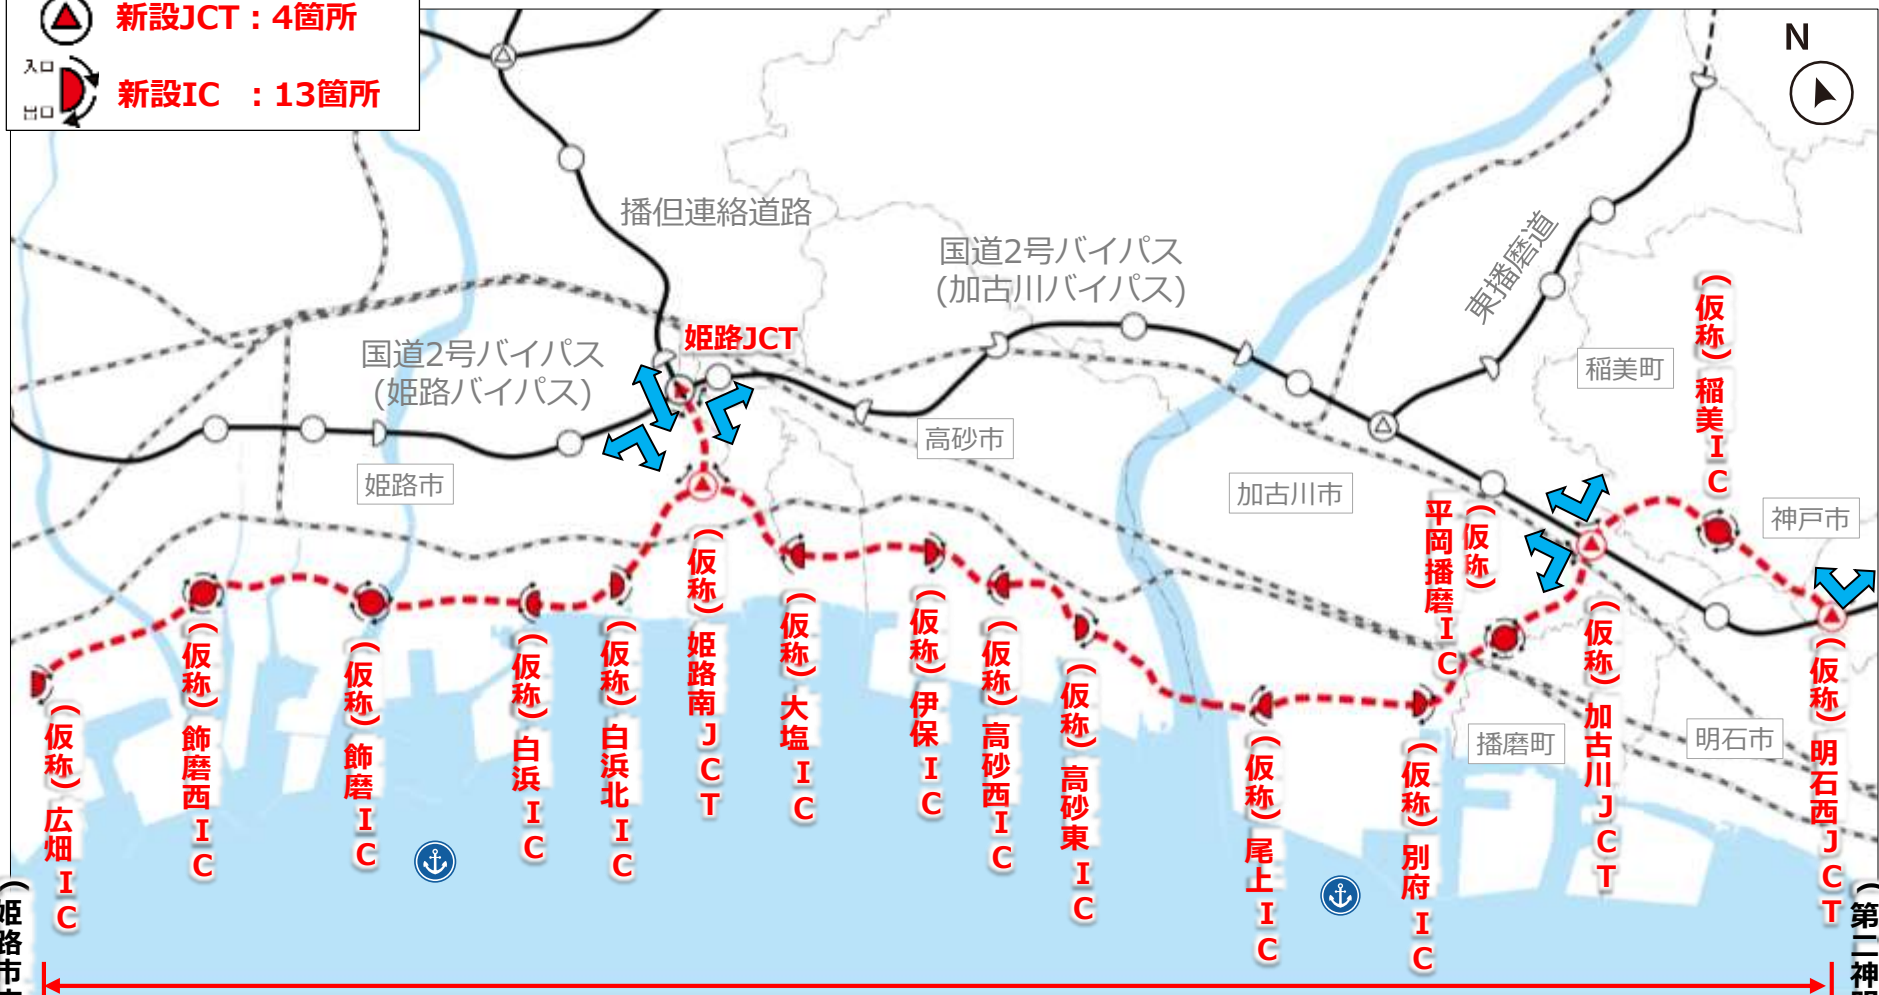 新設JCT:4箇所
入口
出口
新設IC :13箇所
N
播但連絡道路
国道2号バイパス
(加古川バイパス)
東播磨道
国道2号バイパス
(姫路バイパス)
姫路JCT
稲美町
高砂市
姫路市
加古川市
神戸市
播磨町
明石市
(仮称)広畑IC
(仮称)飾磨西IC
(仮称)飾磨IC
(仮称)白浜IC
(仮称)白浜北IC
(仮称)姫路南JCT
(仮称)大塩IC
(仮称)伊保IC
(仮称)高砂西IC
(仮称)高砂東IC
(仮称)尾上IC
(仮称)別府IC
(仮称)
平岡播磨IC
(仮称)加古川JCT
(仮称)稲美IC
(仮称)明石西JCT
(姫路市
(第二神明